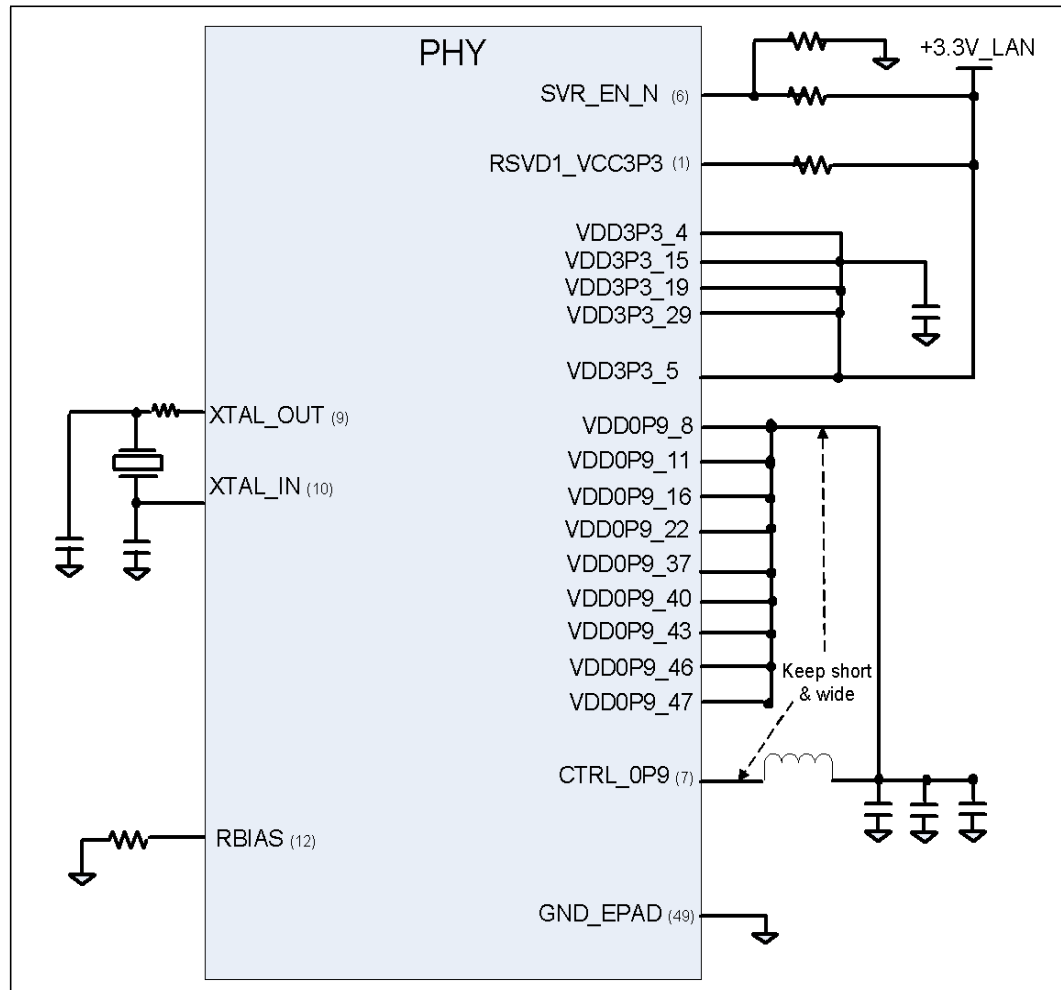 PHY
+3.3V_LAN
SVR_EN_N (6)
RSVD1_VCC3P3 (1)
VDD3P3_4
VDD3P3_15
VDD3P3_19
VDD3P3_29
VDD3P3_5
XTAL_OUT (9)
XTAL_IN (10)
VDD0P9_8
VDD0P9_11
VDD0P9_16
VDD0P9_22
VDD0P9_37
VDD0P9_40
VDD0P9_43
VDD0P9_46
VDD0P9_47
Keep short
& wide
CTRL_0P9 (7)
RBIAS (12)
GND_EPAD (49)